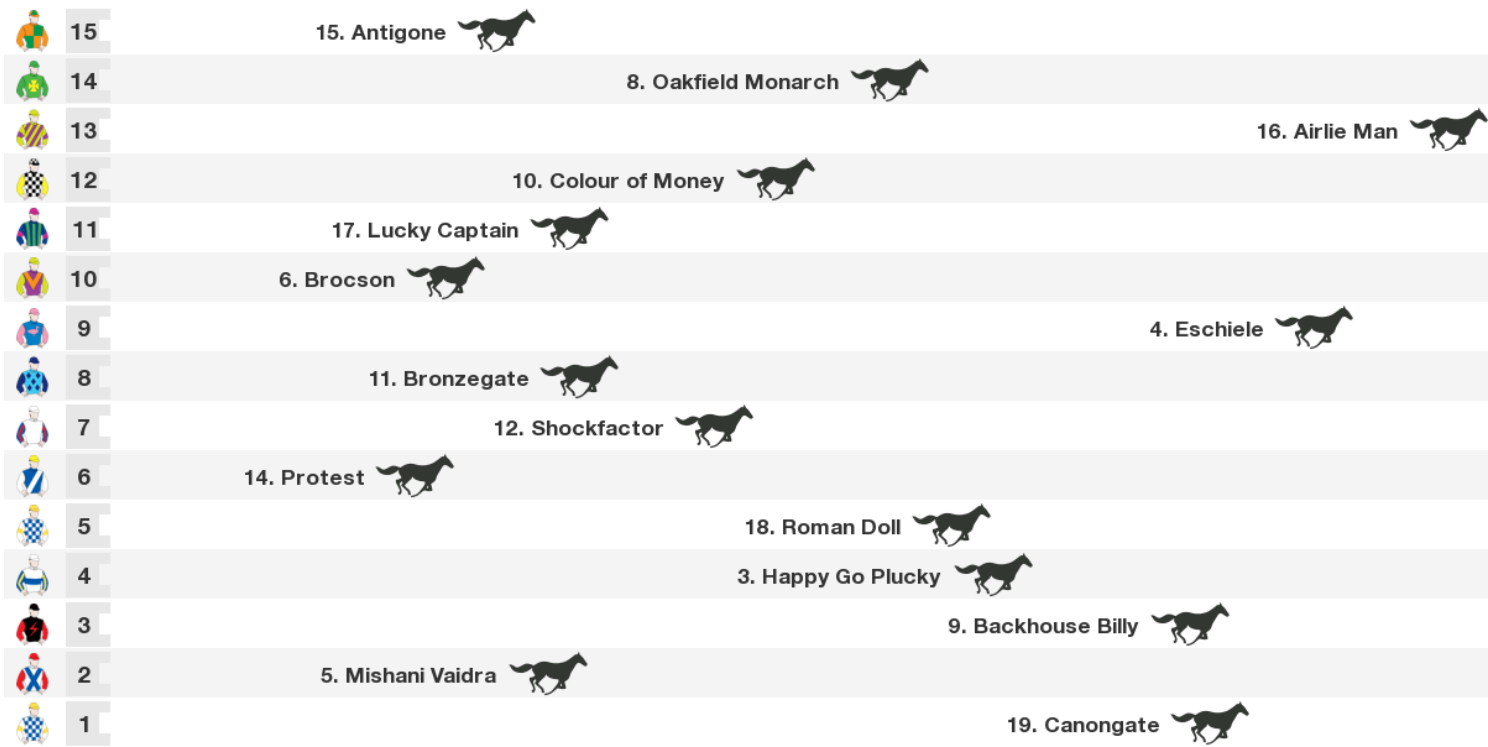 15 15. Antigone
14 8. Oakfield Monarch
13 16. Airlie Man
12 10. Colour of Money
11 17. Lucky Captain
10 6. Brocson
9 4. Eschiele
8 11. Bronzegate
7 12. Shockfactor
6 14. Protest
5 18. Roman Doll
4 3. Happy Go Plucky
3 9. Backhouse Billy
2 5. Mishani Vaidra
1 19. Canongate